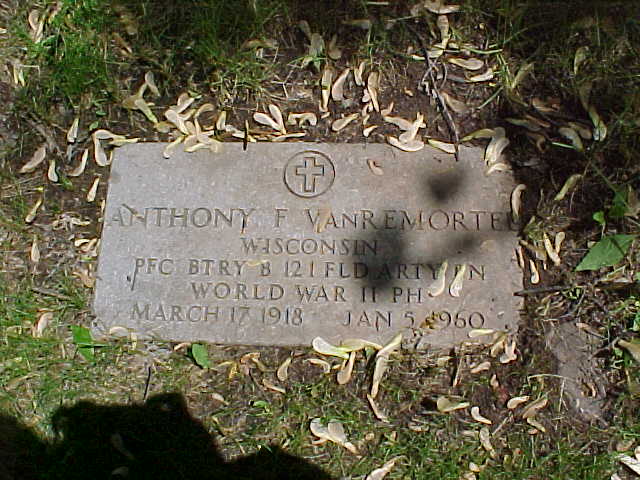 ANTHONY F VANREMORTEL
WISCONSIN
PFC BTRY B 121 FLD ARTY BN
WORLD WAR II PH
MARCH 17 1918 JAN 5 1960